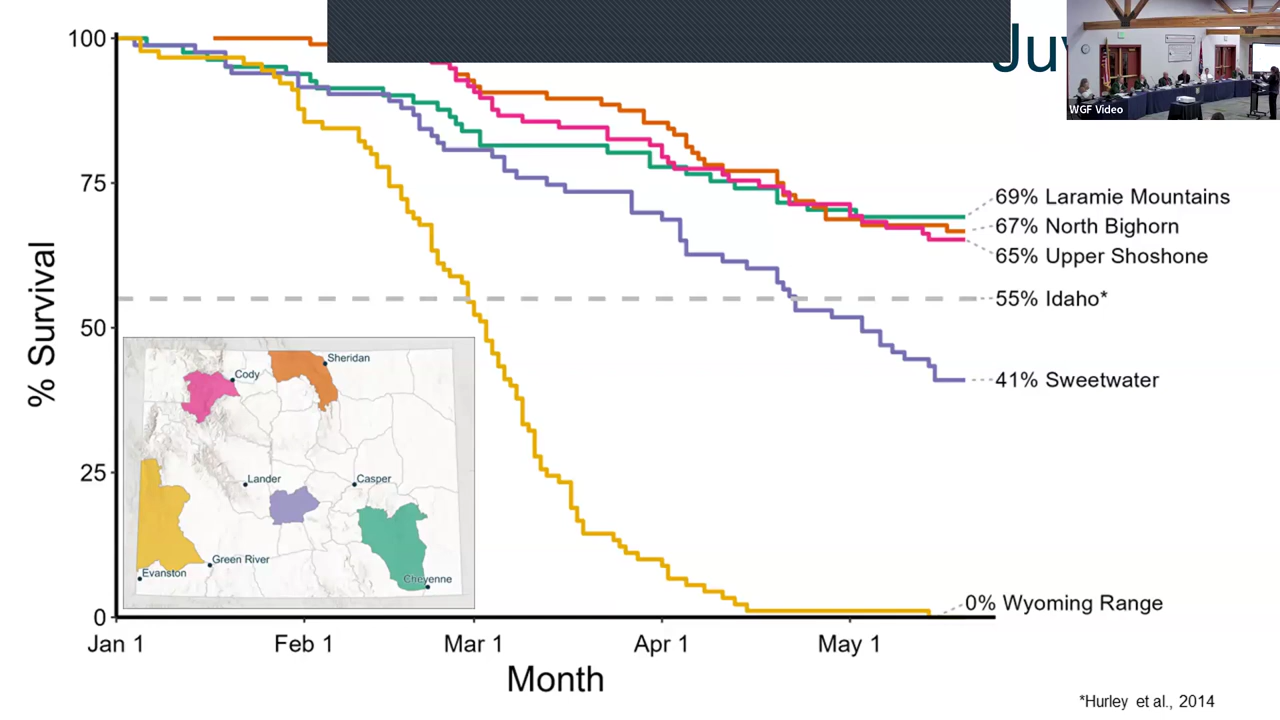 Ju
WGF Video
100
75
50
25
0
% Survival
69% Laramie Mountains
67% North Bighorn
65% Upper Shoshone
55% Idaho*
41% Sweetwater
0% Wyoming Range
Sheridan
Cody
Lander
Casper
Green River
Evanston
Cheyenne
Jan 1
Feb 1
Mar 1
Apr 1
May 1
Month
*Hurley et al., 2014